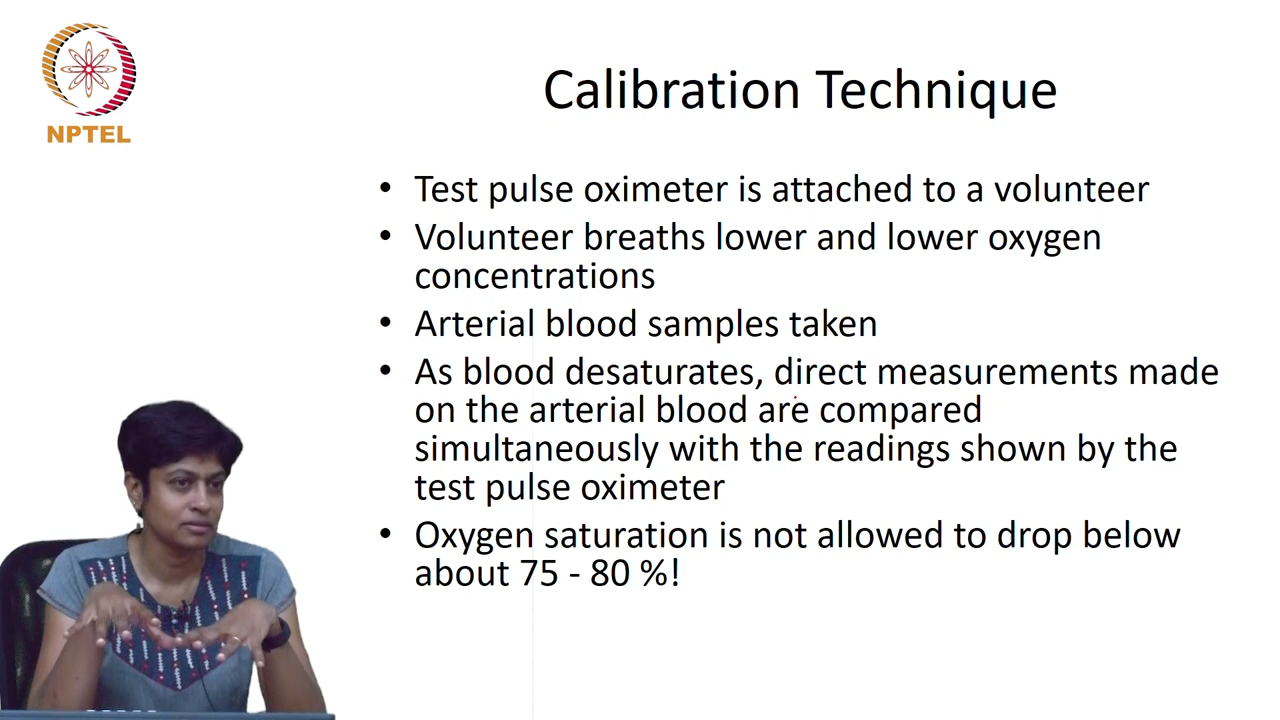 NPTEL
Calibration Technique
• Test pulse oximeter is attached to a volunteer
• Volunteer breaths lower and lower oxygen
concentrations
• Arterial blood samples taken
• As blood desaturates, direct measurements made
on the arterial blood are compared
simultaneously with the readings shown by the
test pulse oximeter
• Oxygen saturation is not allowed to drop below
about 75 - 80 %!